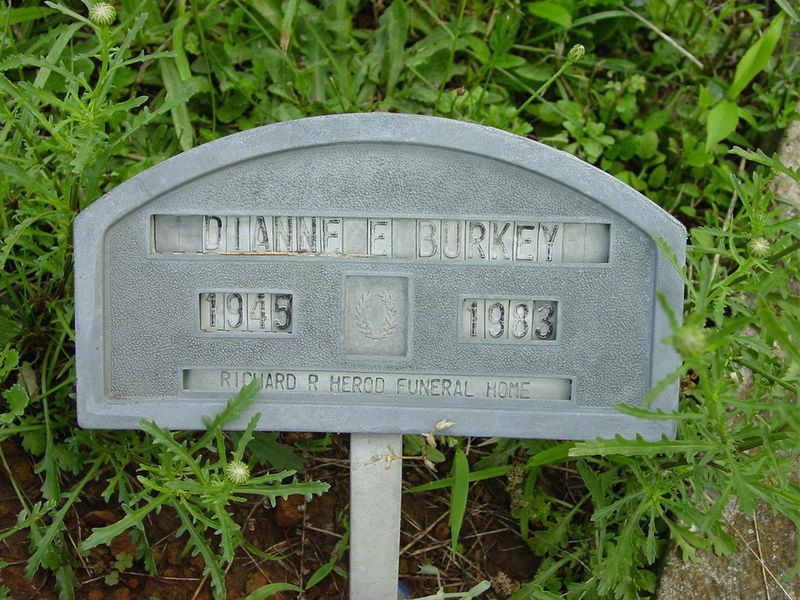 DIANNE E BURKEY
1945 1983
RICHARD R HEROD FUNERAL HOME